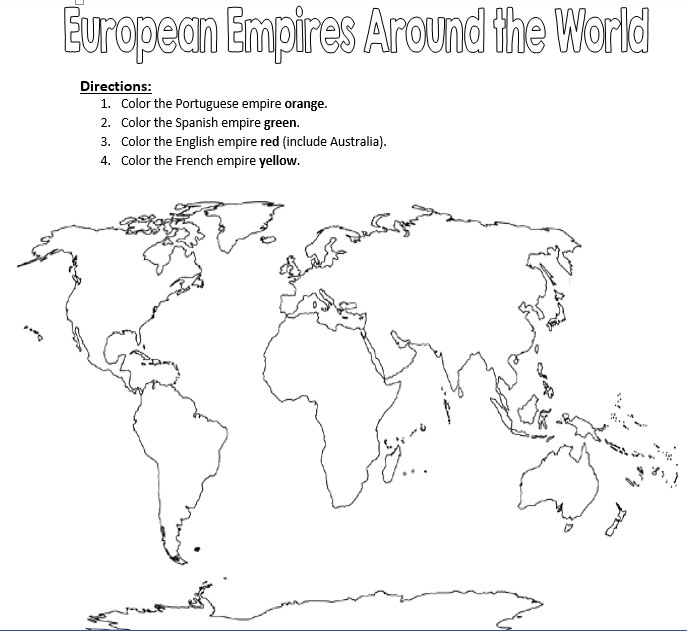 European Empires Around the World
Directions:
1. Color the Portuguese empire orange.
2. Color the Spanish empire green.
3. Color the English empire red (include Australia).
4. Color the French empire yellow.